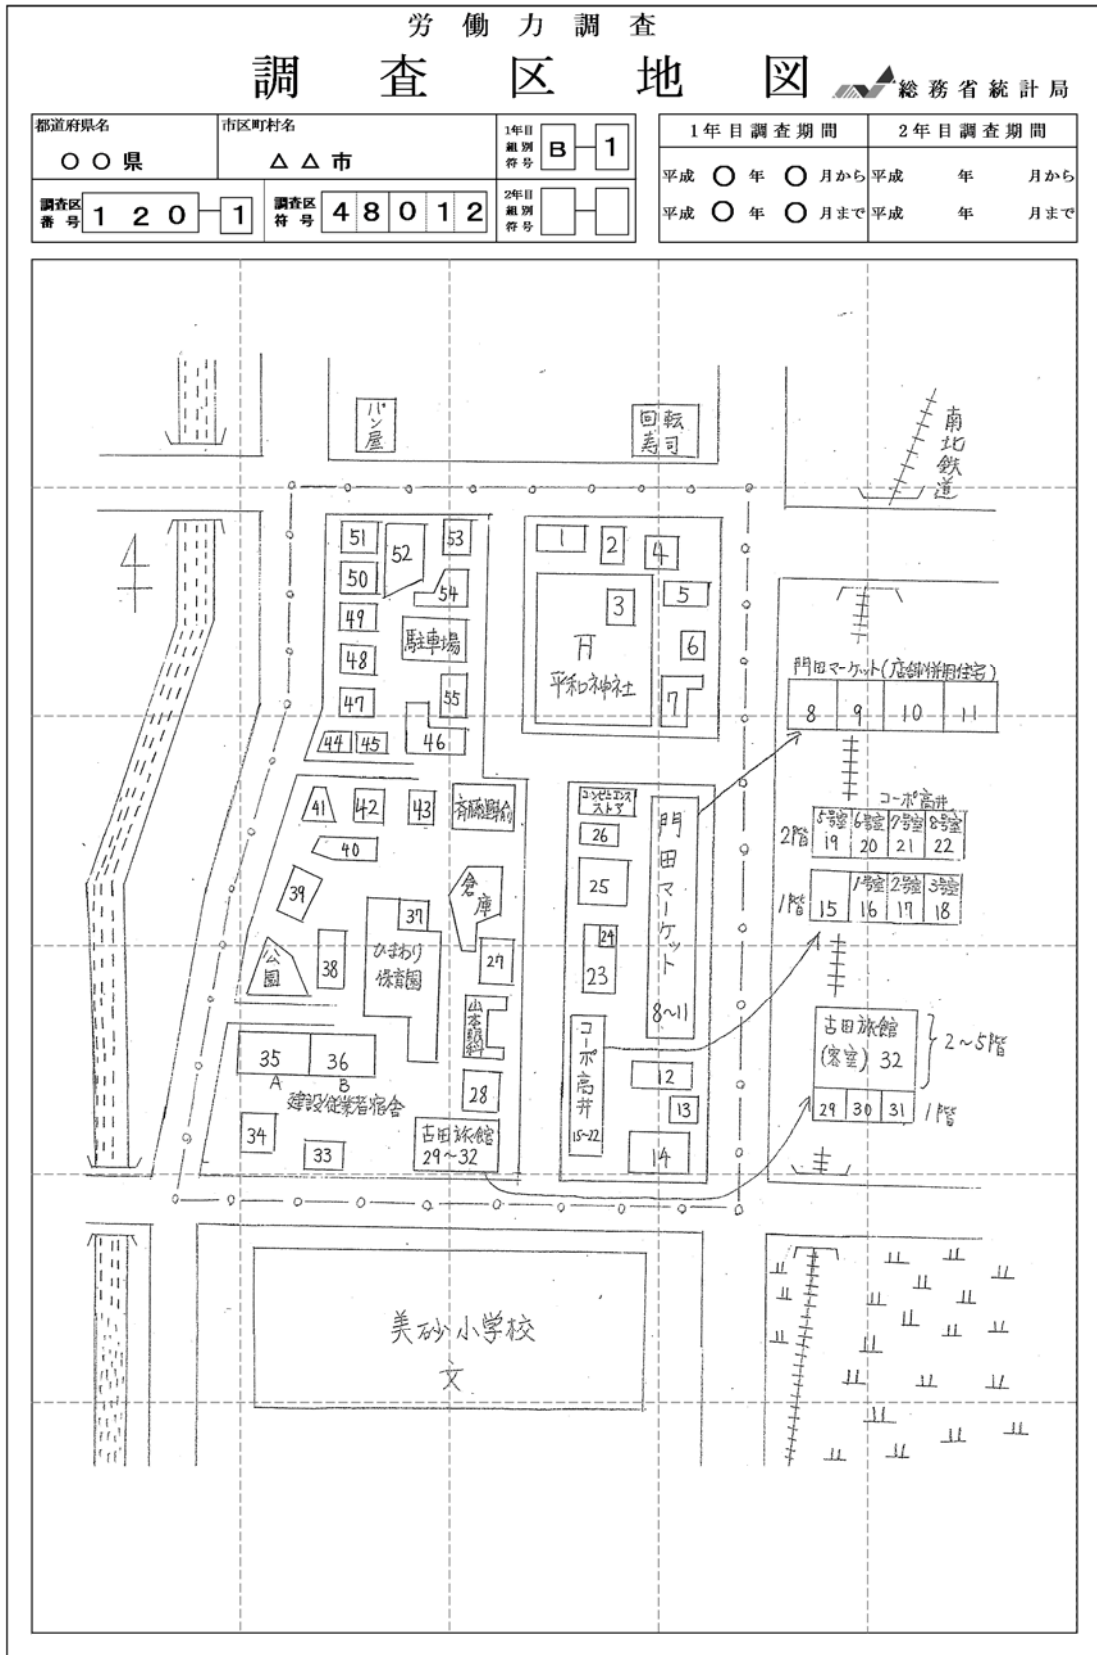 労働力調査
調査区地図
総務省統計局
都道府県名
○○県
市区町村名
△△市
1年目
組別
符号
B 1
調査区
番号
120 1
調査区
符号
48012
2年目
組別
符号
1年目調査期間
平成 ○ 年 ○ 月から
平成 ○ 年 ○ 月まで
2年目調査期間
平成 年 月から
平成 年 月まで
パン屋
回転
寿司
南北鉄道
51
52
53
50
54
49
駐車場
48
47
55
44
45
46
1
2
4
3
5
6
平和神社
7
門田マーケット(店舗併用住宅)
8
9
10
11
41
42
43
斉藤運輸
40
39
倉庫
37
ひまわり
保育園
公園
38
27
山本眼科
35
36
A
B
建設従業者宿舎
28
34
33
古田旅館
29~32
コンビニエンス
ストア
26
25
24
23
門田マーケット
8~11
コーポ高井
15~22
12
13
14
コーポ高井
2階
5号室
19
6号室
20
7号室
21
8号室
22
1階
15
1号室
16
2号室
17
3号室
18
古田旅館
(客室) 32
2~5階
29
30
31
1階
美砂小学校
文